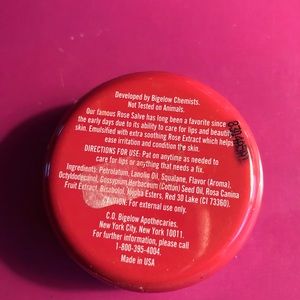 Developed by Bigelow Chemists.
Not Tested on Animals.
Our famous Rose Salve has long been a favorite since
the early days due to its ability to care for lips and beautify
skin. Emulsified with extra soothing Rose Extract which helps
ease irritation and condition the skin.
DIRECTIONS FOR USE: Pat on anytime as needed to
care for lips or anything that needs a fix.
Ingredients: Petrolatum, Lanolin Oil, Squalane, Flavor (Aroma),
Octyldodecanol, Gossypium Herbaceum (Cotton) Seed Oil, Rosa Canina
Fruit Extract, Bisabolol, Jojoba Esters, Red 30 Lake (CI 73360)
CAUTION: For external use only.
C.O. Bigelow Apothecaries.
New York City, New York 10011.
For further information, please call
1-800-395-4004.
Made in USA